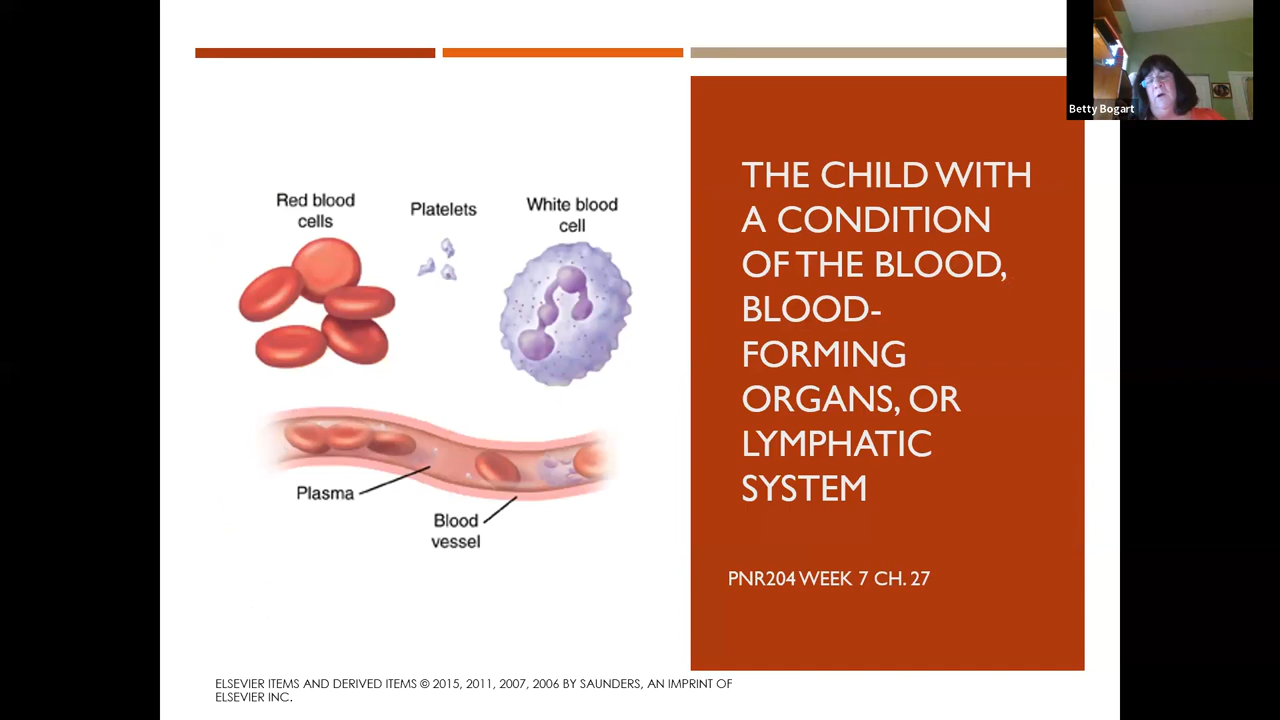 Betty Bogart
Red blood
cells
Platelets
White blood
cell
Plasma
Blood
vessel
THE CHILD WITH
A CONDITION
OF THE BLOOD,
BLOOD-
FORMING
ORGANS, OR
LYMPHATIC
SYSTEM
PNR204 WEEK 7 CH. 27
ELSEVIER ITEMS AND DERIVED ITEMS © 2015, 2011, 2007, 2006 BY SAUNDERS, AN IMPRINT OF
ELSEVIER INC.